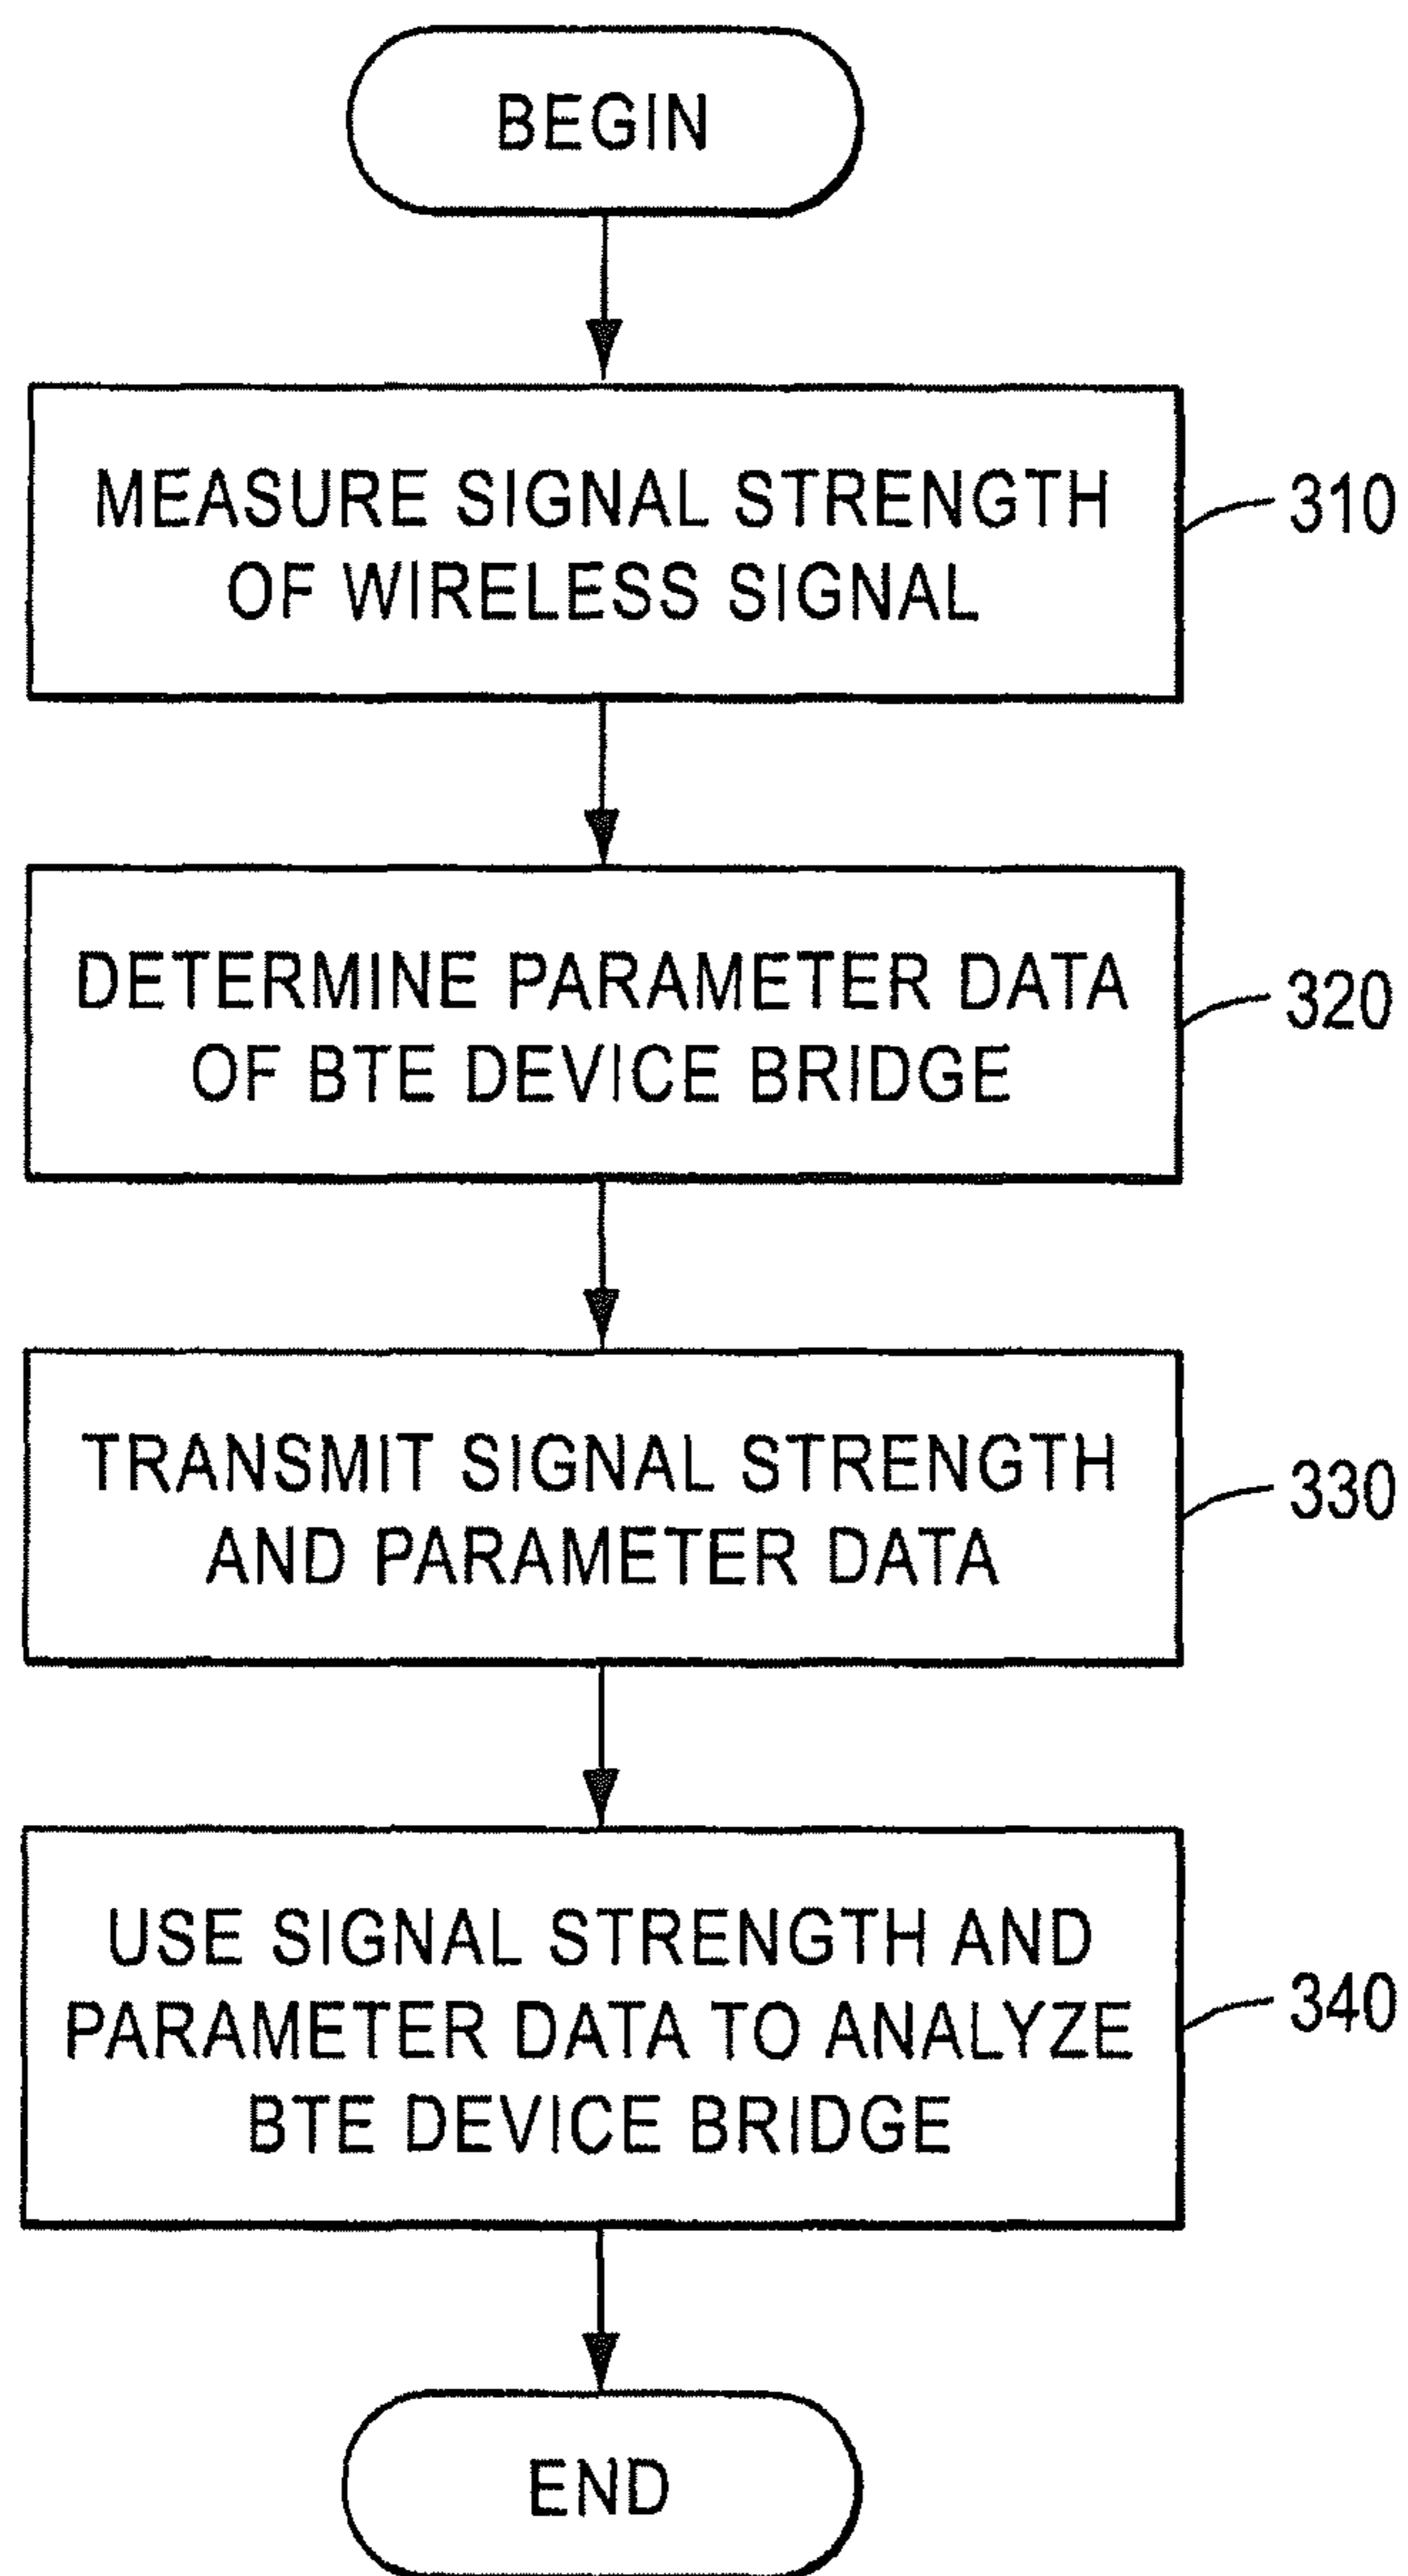 BEGIN
MEASURE SIGNAL STRENGTH
OF WIRELESS SIGNAL
310
DETERMINE PARAMETER DATA
OF BTE DEVICE BRIDGE
320
TRANSMIT SIGNAL STRENGTH
AND PARAMETER DATA
330
USE SIGNAL STRENGTH AND
PARAMETER DATA TO ANALYZE
BTE DEVICE BRIDGE
340
END